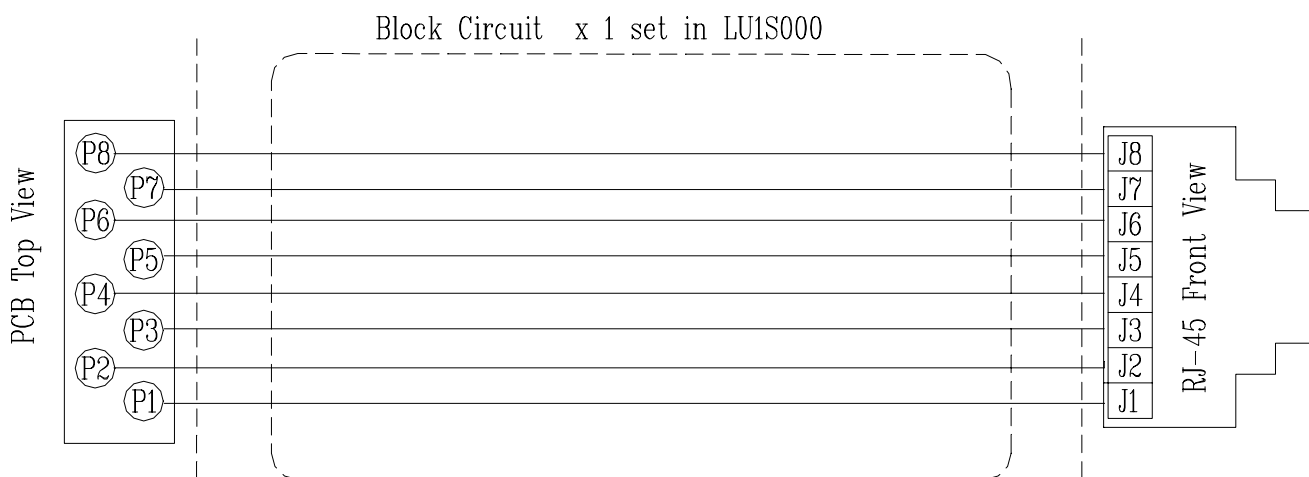 Block Circuit x 1 set in LU1S000
PCB Top View
P8
P7
P6
P5
P4
P3
P2
P1
J8
J7
J6
J5
J4
J3
J2
J1
RJ-45 Front View